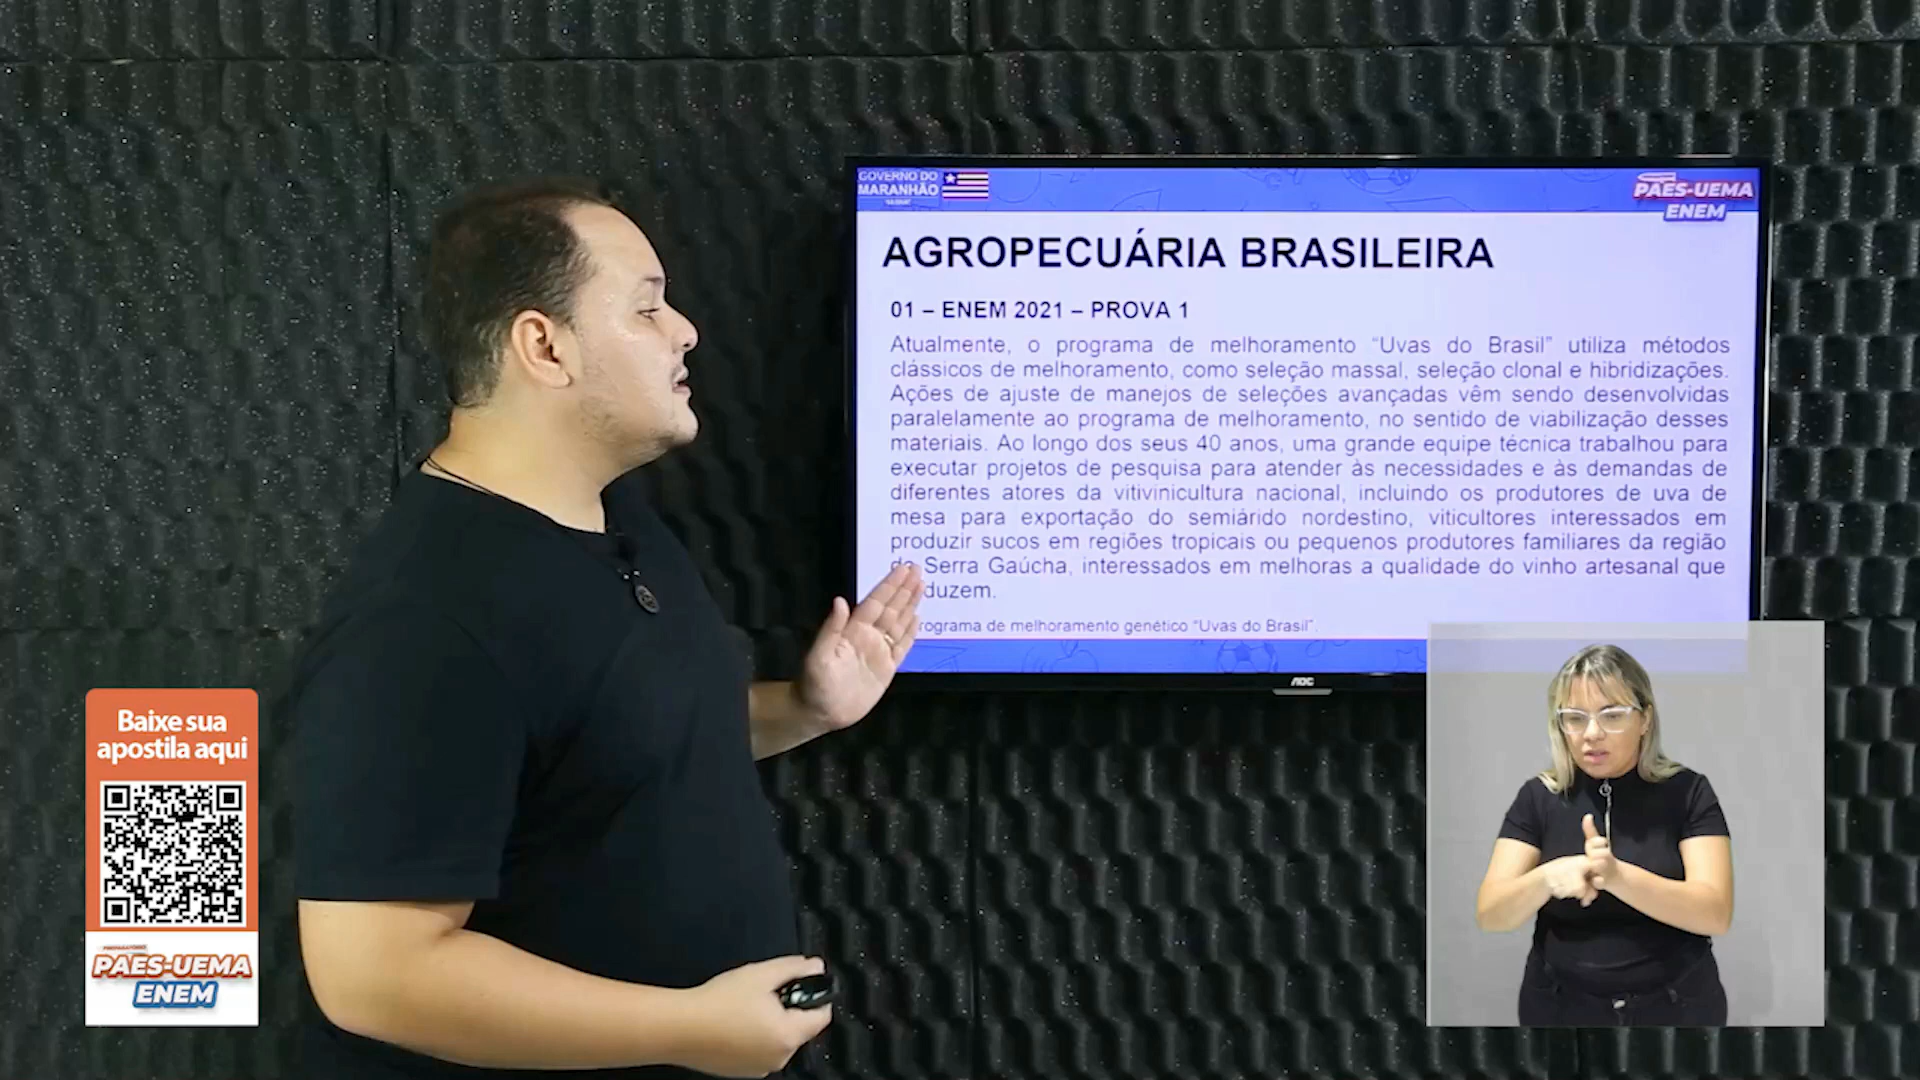 GOVERNO DO
MARANHÃO
PAES-UEMA
ENEM
AGROPECUÁRIA BRASILEIRA
01 – ENEM 2021 – PROVA 1
Atualmente, o programa de melhoramento “Uvas do Brasil” utiliza métodos
clássicos de melhoramento, como seleção massal, seleção clonal e hibridizações.
Ações de ajuste de manejos de seleções avançadas vêm sendo desenvolvidas
paralelamente ao programa de melhoramento, no sentido de viabilização desses
materiais. Ao longo dos seus 40 anos, uma grande equipe técnica trabalhou para
executar projetos de pesquisa para atender às necessidades e às demandas de
diferentes atores da vitivinicultura nacional, incluindo os produtores de uva de
mesa para exportação do semiárido nordestino, viticultores interessados em
produzir sucos em regiões tropicais ou pequenos produtores familiares da região
Serra Gaúcha, interessados em melhoras a qualidade do vinho artesanal que
duzem.
rograma de melhoramento genético “Uvas do Brasil”.
AOC
Baixe sua
apostila aqui
PAES-UEMA
ENEM